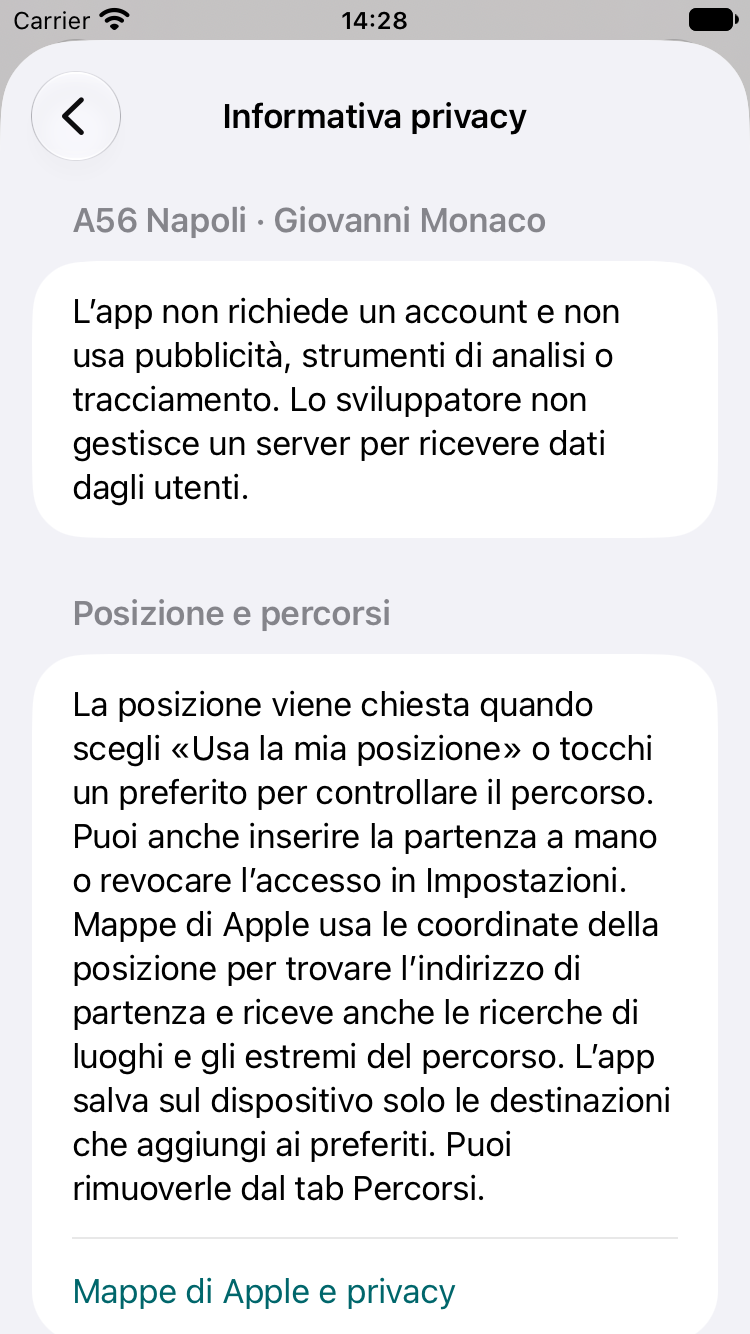 Carrier
14:28
Informativa privacy
A56 Napoli · Giovanni Monaco
L’app non richiede un account e non
usa pubblicità, strumenti di analisi o
tracciamento. Lo sviluppatore non
gestisce un server per ricevere dati
dagli utenti.
Posizione e percorsi
La posizione viene chiesta quando
scegli «Usa la mia posizione» o tocchi
un preferito per controllare il percorso.
Puoi anche inserire la partenza a mano
o revocare l’accesso in Impostazioni.
Mappe di Apple usa le coordinate della
posizione per trovare l’indirizzo di
partenza e riceve anche le ricerche di
luoghi e gli estremi del percorso. L’app
salva sul dispositivo solo le destinazioni
che aggiungi ai preferiti. Puoi
rimuoverle dal tab Percorsi.
Mappe di Apple e privacy